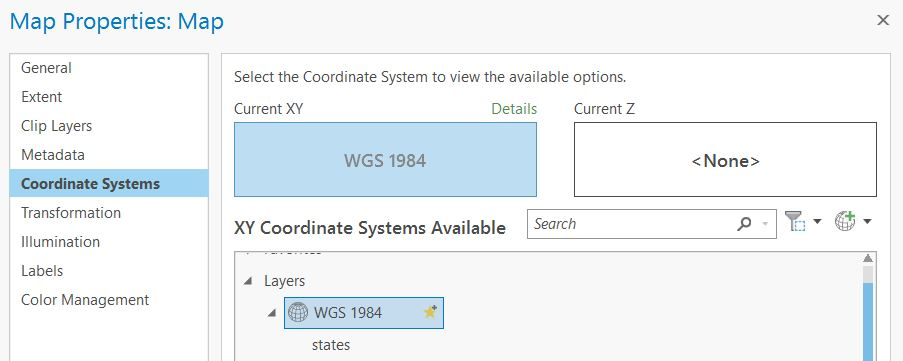 Map Properties: Map
General
Extent
Clip Layers
Metadata
Coordinate Systems
Transformation
Illumination
Labels
Color Management
Select the Coordinate System to view the available options.
Current XY Details Current Z
WGS 1984 <None>
XY Coordinate Systems Available Search
Layers
WGS 1984
states